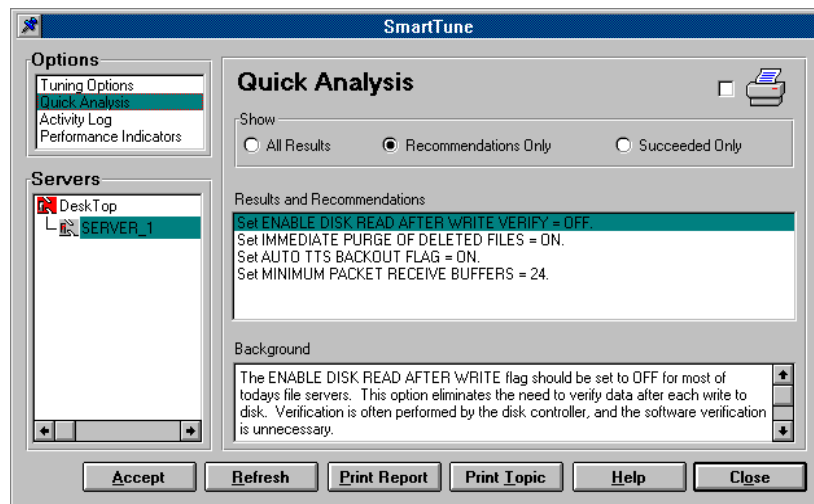 SmartTune
Options
Tuning Options
Quick Analysis
Activity Log
Performance Indicators
Servers
DeskTop
SERVER_1
Quick Analysis
Show
All Results
Recommendations Only
Succeeded Only
Results and Recommendations
Set ENABLE DISK READ AFTER WRITE VERIFY = OFF.
Set IMMEDIATE PURGE OF DELETED FILES = ON.
Set AUTO TTS BACKOUT FLAG = ON.
Set MINIMUM PACKET RECEIVE BUFFERS = 24.
Background
The ENABLE DISK READ AFTER WRITE flag should be set to OFF for most of
todays file servers. This option eliminates the need to verify data after each write to
disk. Verification is often performed by the disk controller, and the software verification
is unnecessary.
Accept
Refresh
Print Report
Print Topic
Help
Close